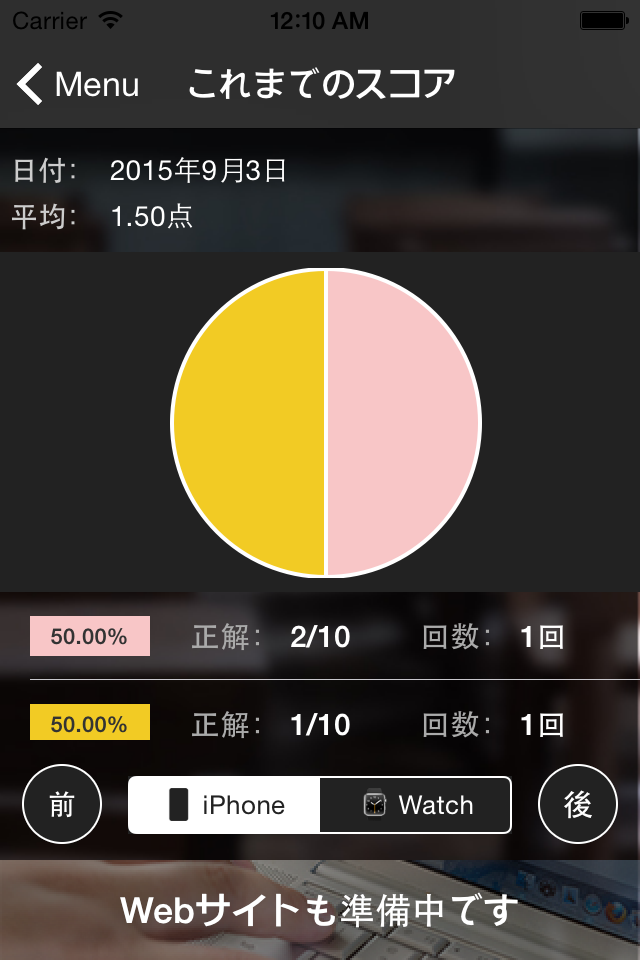 Carrier 12:10 AM
Menu これまでのスコア
日付： 2015年9月3日
平均： 1.50点
50.00% 正解： 2/10 回数： 1回
50.00% 正解： 1/10 回数： 1回
前 iPhone Watch 後
Webサイトも準備中です